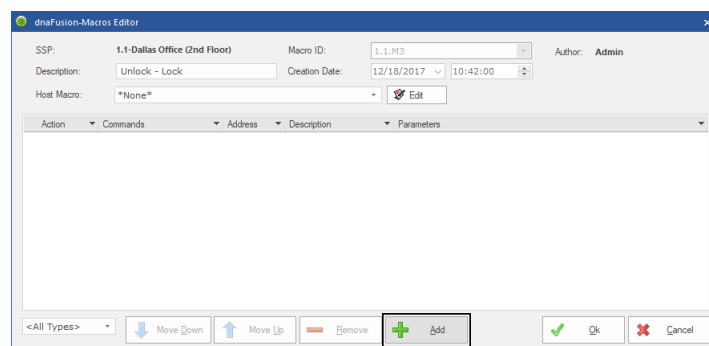 dnaFusion-Macros Editor
SSP: 1.1-Dallas Office (2nd Floor) Macro ID: 1.1.M3 Author: Admin
Description: Unlock - Lock Creation Date: 12/18/2017 10:42:00
Host Macro: *None* Edit
Action Commands Address Description Parameters
<All Types> Move Down Move Up Remove Add Ok Cancel